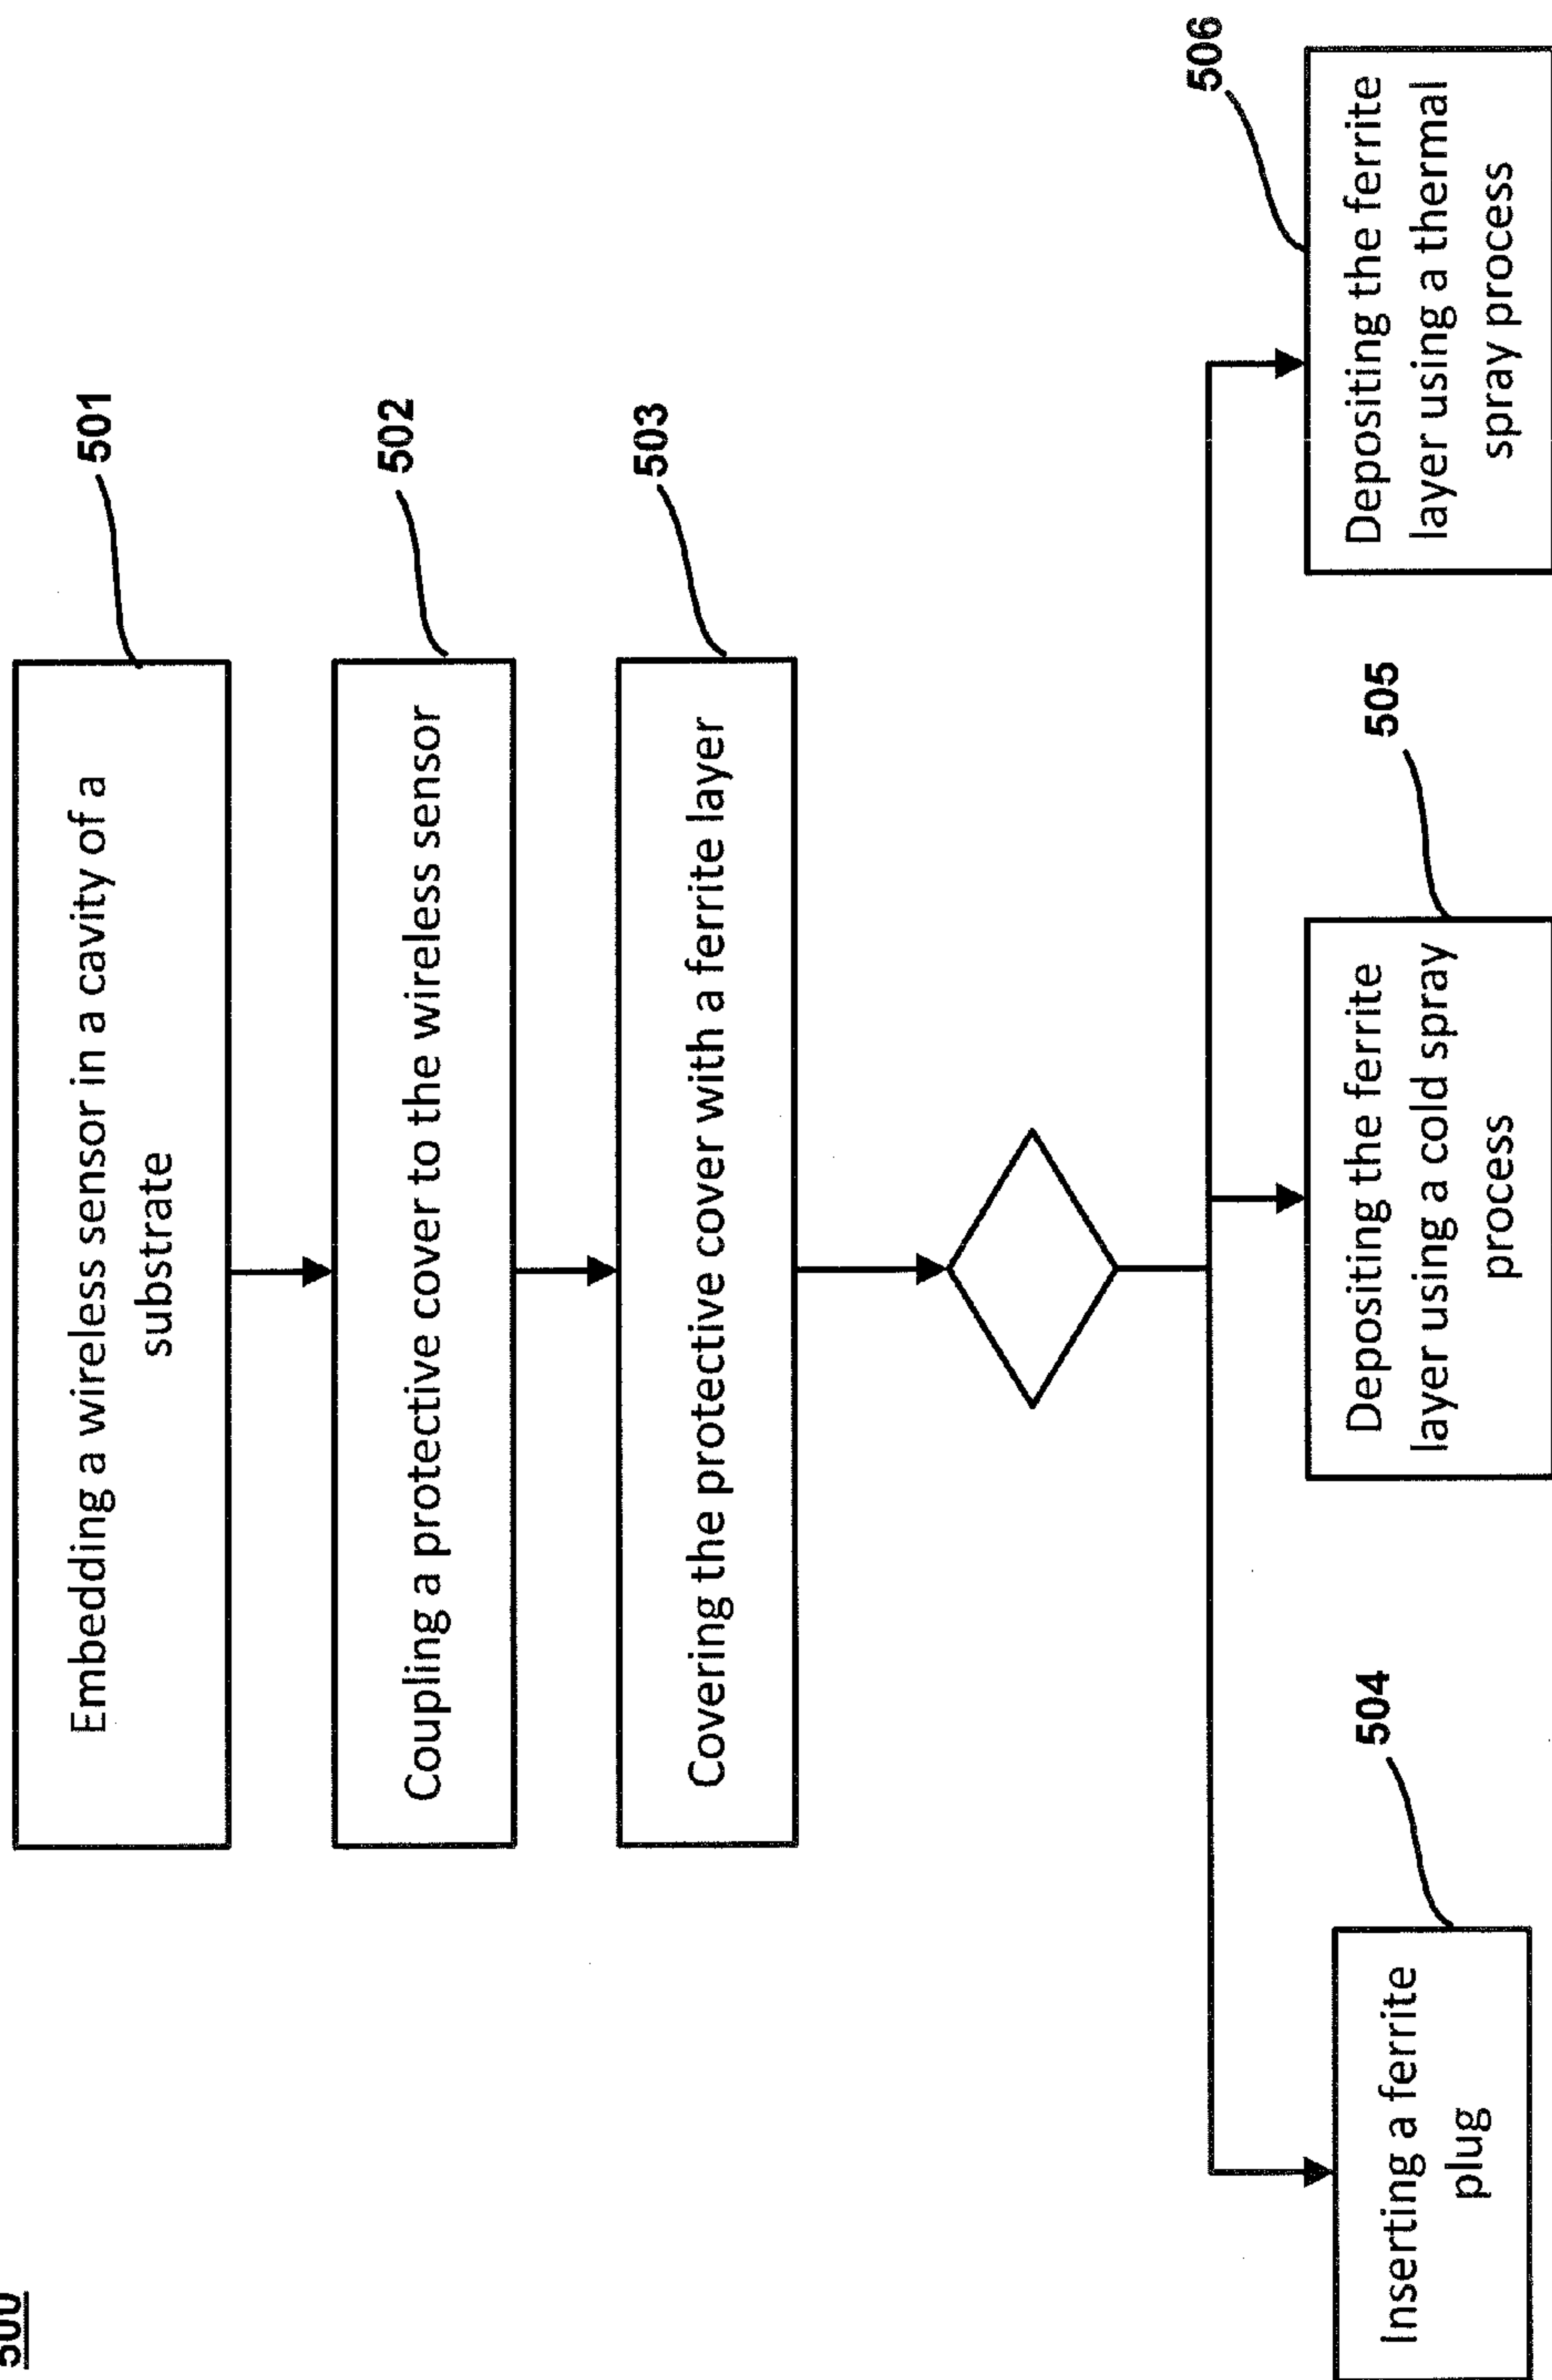 500
Embedding a wireless sensor in a cavity of a
substrate
501
Coupling a protective cover to the wireless sensor
502
Covering the protective cover with a ferrite layer
503
Inserting a ferrite
plug
504
Depositing the ferrite
layer using a cold spray
process
505
Depositing the ferrite
layer using a thermal
spray process
506